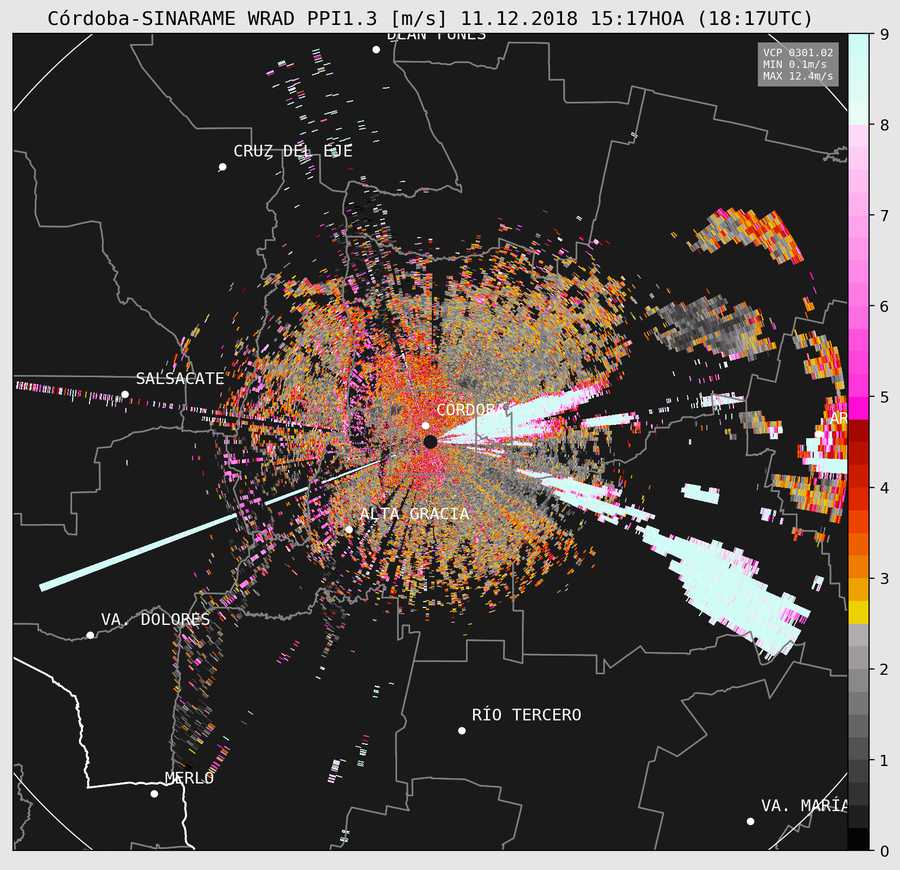 Córdoba-SINARAME WRAD PPI1.3 [m/s] 11.12.2018 15:17HOA (18:17UTC)
DEÁN FUNES
VCP 0301.02
MIN 0.1m/s
MAX 12.4m/s
CRUZ DEL EJE
SALSACATE
CÓRDOBA
AR
ALTA GRACIA
VA. DOLORES
RÍO TERCERO
MERLO
VA. MARÍA
9
8
7
6
5
4
3
2
1
0